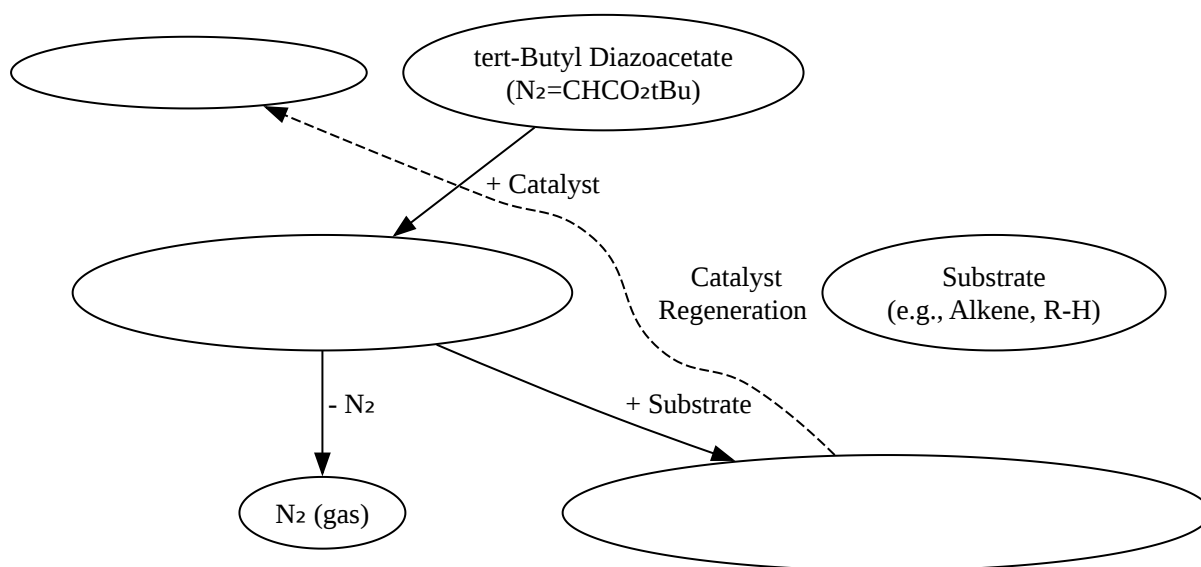 tert-Butyl Diazoacetate
(N₂=CHCO₂tBu)
+ Catalyst
Catalyst
Regeneration
Substrate
(e.g., Alkene, R-H)
+ Substrate
- N₂
N₂ (gas)